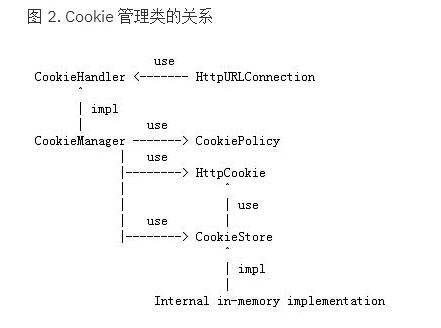 图 2. Cookie 管理类的关系
use
CookieHandler <------- HttpURLConnection
^
| impl
| use
CookieManager -------> CookiePolicy
| use
|--------> HttpCookie
| ^
| | use
| use |
|--------> CookieStore
^
| impl
|
Internal in-memory implementation